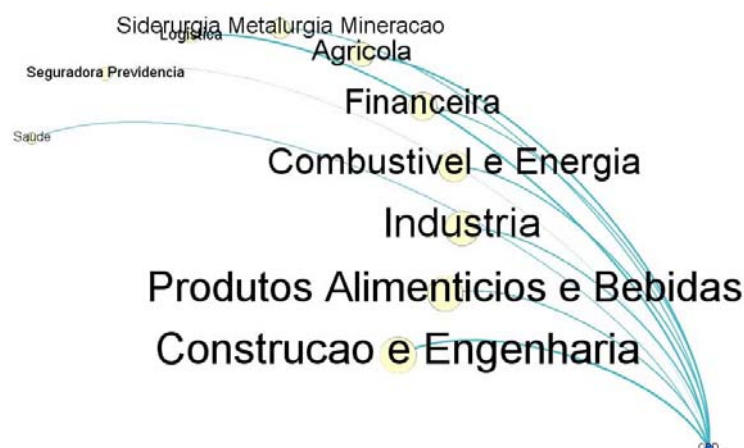 Siderurgia Metalurgia Mineracao
Logistica
Agricola
Seguradora Previdencia
Financeira
Saude
Combustivel e Energia
Industria
Produtos Alimenticios e Bebidas
Construcao e Engenharia